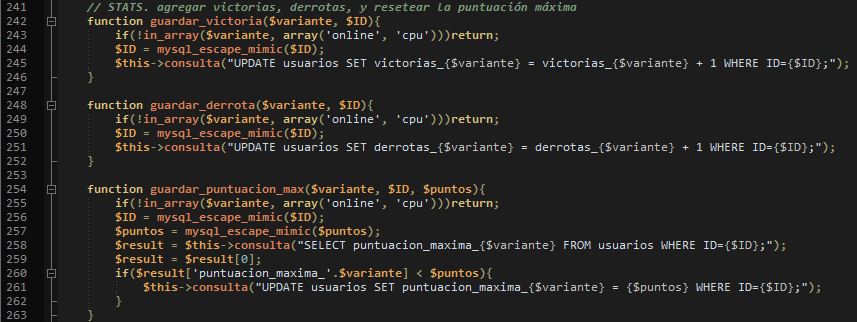 241 // STATS. agregar victorias, derrotas, y resetear la puntuación máxima
242 function guardar_victoria($variante, $ID){
243 if(!in_array($variante, array('online', 'cpu')))return;
244 $ID = mysql_escape_mimic($ID);
245 $this->consulta("UPDATE usuarios SET victorias_{$variante} = victorias_{$variante} + 1 WHERE ID={$ID};");
246 }
247
248 function guardar_derrota($variante, $ID){
249 if(!in_array($variante, array('online', 'cpu')))return;
250 $ID = mysql_escape_mimic($ID);
251 $this->consulta("UPDATE usuarios SET derrotas_{$variante} = derrotas_{$variante} + 1 WHERE ID={$ID};");
252 }
253
254 function guardar_puntuacion_max($variante, $ID, $puntos){
255 if(!in_array($variante, array('online', 'cpu')))return;
256 $ID = mysql_escape_mimic($ID);
257 $puntos = mysql_escape_mimic($puntos);
258 $result = $this->consulta("SELECT puntuacion_maxima_{$variante} FROM usuarios WHERE ID={$ID};");
259 $result = $result[0];
260 if($result['puntuacion_maxima_'.$variante] < $puntos){
261 $this->consulta("UPDATE usuarios SET puntuacion_maxima_{$variante} = {$puntos} WHERE ID={$ID};");
262 }
263 }